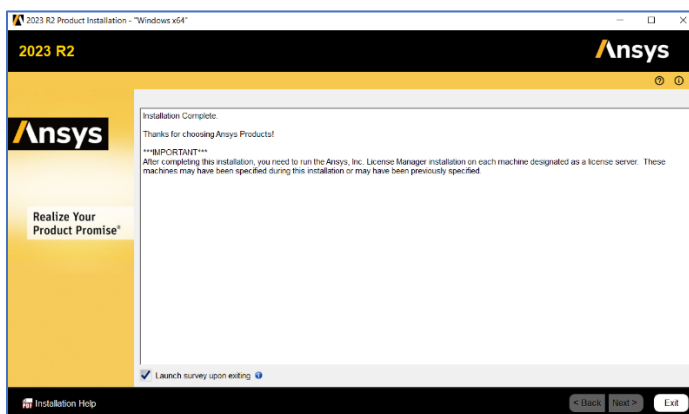 2023 R2 Product Installation - "Windows x64"
2023 R2
Ansys
Ansys
Realize Your
Product Promise®
Installation Complete.
Thanks for choosing Ansys Products!
***IMPORTANT***
After completing this installation, you need to run the Ansys, Inc. License Manager installation on each machine designated as a license server. These
machines may have been specified during this installation or may have been previously specified.
Launch survey upon exiting
Installation Help
< Back
Next >
Exit